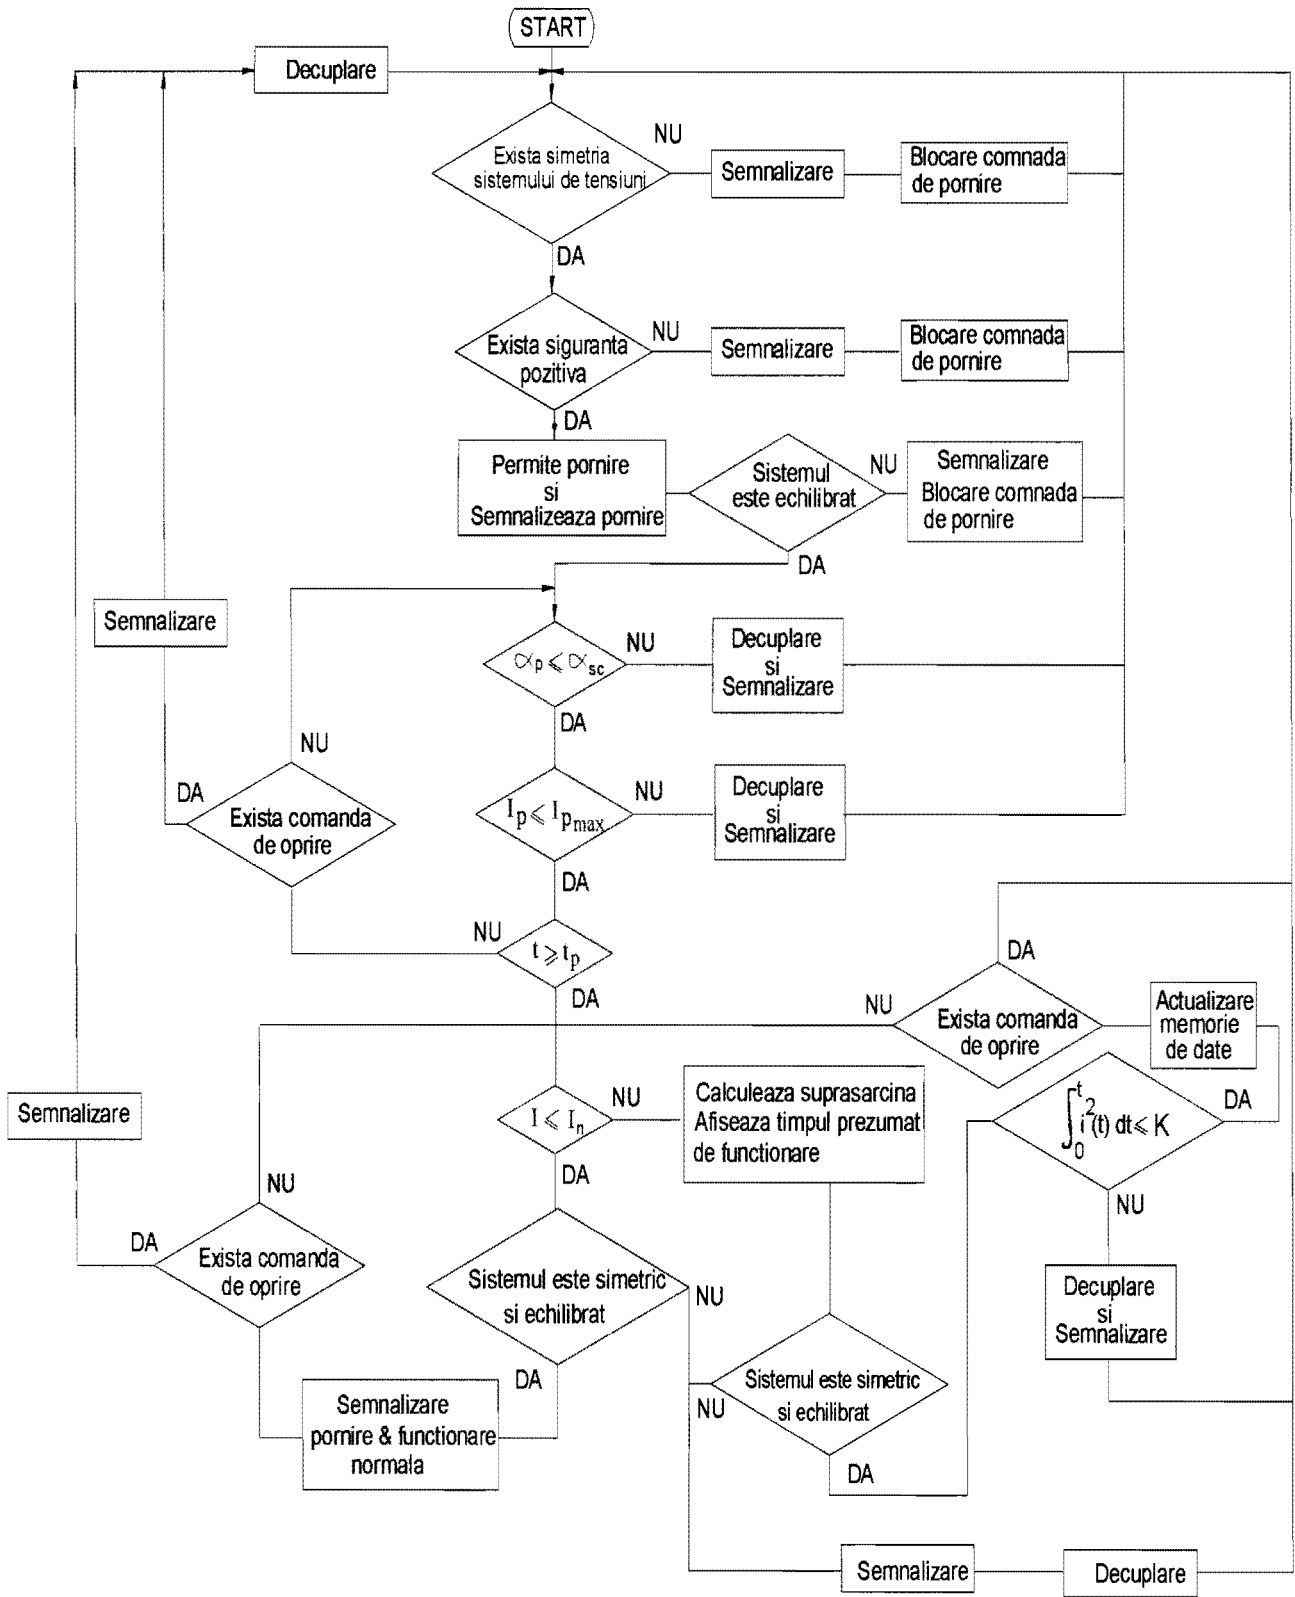 START
Decuplare
NU
Exista simetria
sistemului de tensiuni
Semnalizare
Blocare comnada
de pornire
DA
NU
Exista siguranta
pozitiva
Semnalizare
Blocare comnada
de pornire
DA
Permite pornire
si
Semnalizeaza pornire
Sistemul
este echilibrat
NU
Semnalizare
Blocare comnada
de pornire
DA
Semnalizare
αp ⩽ αsc
NU
Decuplare
si
Semnalizare
DA
NU
DA
Exista comanda
de oprire
Ip ⩽ Ipmax
NU
Decuplare
si
Semnalizare
DA
NU
t ⩾ tp
DA
DA
NU
Exista comanda
de oprire
Actualizare
memorie
de date
Semnalizare
I ⩽ In
NU
Calculeaza suprasarcina
Afiseaza timpul prezumat
de functionare
∫₀ᵗ i²(t) dt ⩽ K
DA
DA
NU
NU
DA
Exista comanda
de oprire
Sistemul este simetric
si echilibrat
NU
Decuplare
si
Semnalizare
DA
Semnalizare
pornire & functionare
normala
Sistemul este simetric
si echilibrat
NU
DA
Semnalizare
Decuplare